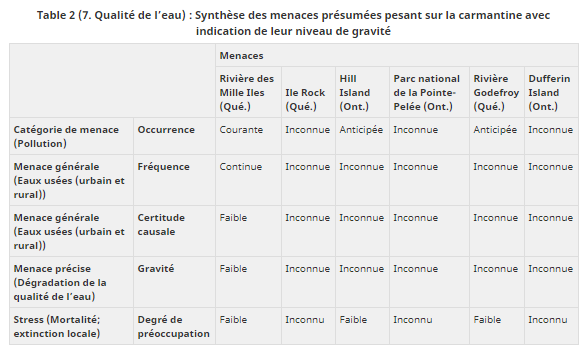 Table 2 (7. Qualité de l'eau) : Synthèse des menaces présumées pesant sur la carmantine avec
indication de leur niveau de gravité
Menaces
Rivière des Mille Iles (Qué.) Ile Rock (Qué.) Hill Island (Ont.) Parc national de la Pointe-Pelée (Ont.) Rivière Godefroy (Qué.) Dufferin Island (Ont.)
Catégorie de menace (Pollution) Occurrence Courante Inconnue Anticipée Inconnue Anticipée Inconnue
Menace générale (Eaux usées (urbain et rural)) Fréquence Continue Inconnue Inconnue Inconnue Inconnue Inconnue
Menace générale (Eaux usées (urbain et rural)) Certitude causale Faible Inconnue Inconnue Inconnue Inconnue Inconnue
Menace précise (Dégradation de la qualité de l'eau) Gravité Faible Inconnue Inconnue Inconnue Inconnue Inconnue
Stress (Mortalité; extinction locale) Degré de préoccupation Faible Inconnu Faible Inconnu Faible Inconnu